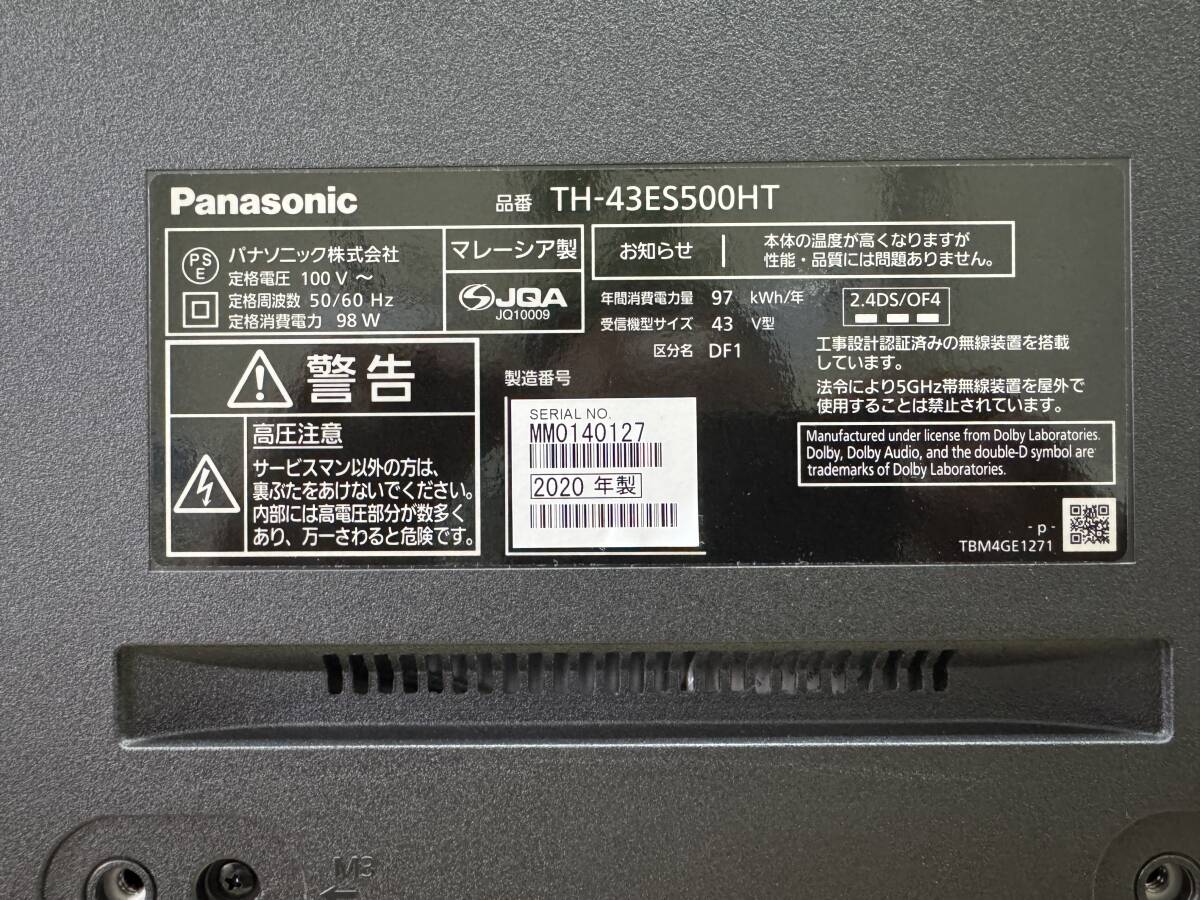 Panasonic
品番 TH-43ES500HT
PS
E
パナソニック株式会社
定格電圧 100 V ～
定格周波数 50/60 Hz
定格消費電力 98 W
マレーシア製
JQA
JQ10009
お知らせ
本体の温度が高くなりますが
性能・品質には問題ありません。
年間消費電力量 97 kWh/年
受信機型サイズ 43 V型
区分名 DF1
2.4DS/OF4
工事設計認証済みの無線装置を搭載
しています。
法令により5GHz帯無線装置を屋外で
使用することは禁止されています。
警告
高圧注意
サービスマン以外の方は、
裏ぶたをあけないでください。
内部には高電圧部分が数多く
あり、万一さわると危険です。
製造番号
SERIAL NO.
MM0140127
2020 年製
Manufactured under license from Dolby Laboratories.
Dolby, Dolby Audio, and the double-D symbol are
trademarks of Dolby Laboratories.
- p -
TBM4GE1271
M3